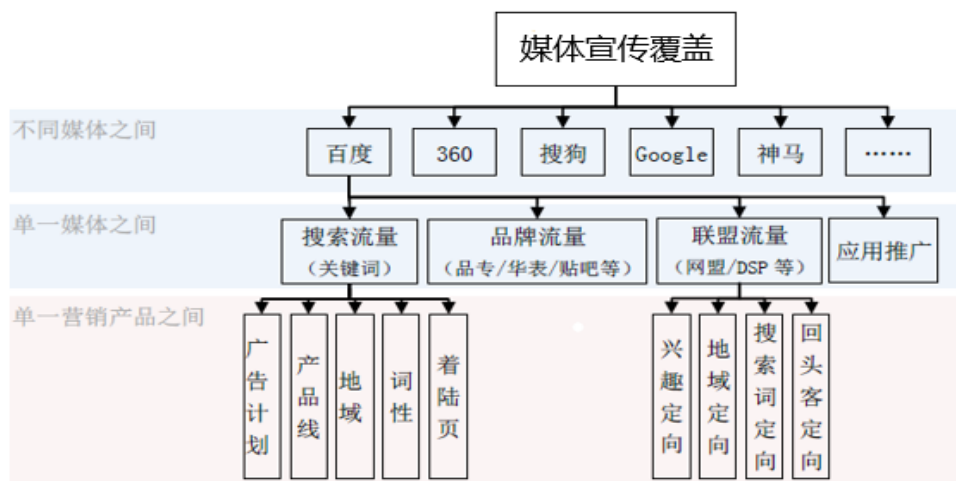 媒体宣传覆盖
不同媒体之间
百度
360
搜狗
Google
神马
……
单一媒体之间
搜索流量
（关键词）
品牌流量
（品专/华表/贴吧等）
联盟流量
（网盟/DSP 等）
应用推广
单一营销产品之间
广告计划
产品线
地域
词性
着陆页
兴趣定向
地域定向
搜索词定向
回头客定向